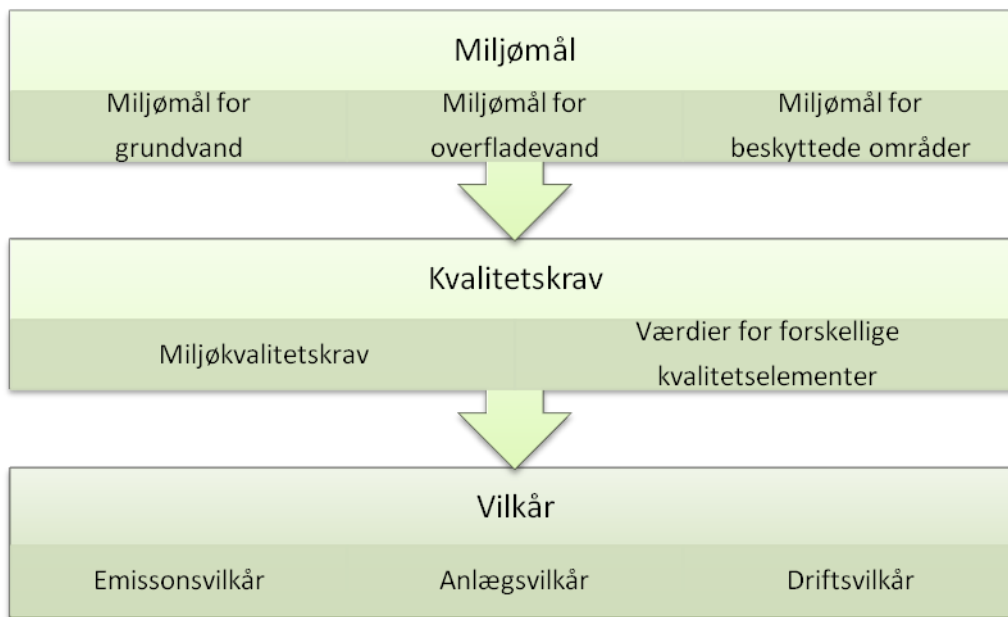 Miljømål
Miljømål for
grundvand
Miljømål for
overfladevand
Miljømål for
beskyttede områder
Kvalitetskrav
Miljøkvalitetskrav
Værdier for forskellige
kvalitetselementer
Vilkår
Emissonsvilkår
Anlægsvilkår
Driftsvilkår